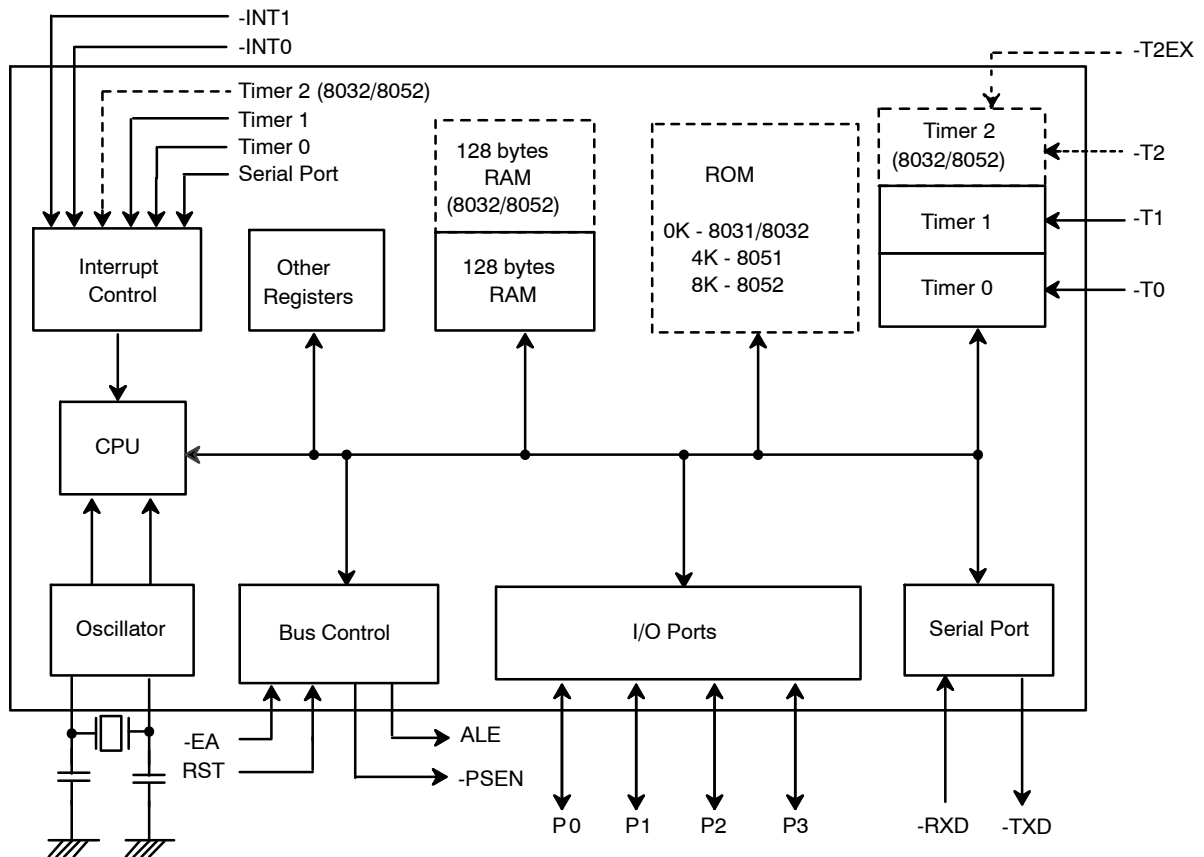 -INT1
-INT0
-T2EX
Timer 2 (8032/8052)
Timer 1
Timer 0
Serial Port
128 bytes
RAM
(8032/8052)
ROM
0K - 8031/8032
4K - 8051
8K - 8052
Timer 2
(8032/8052)
-T2
Timer 1
-T1
Timer 0
-T0
Interrupt
Control
Other
Registers
128 bytes
RAM
CPU
Oscillator
Bus Control
I/O Ports
Serial Port
-EA
RST
ALE
-PSEN
P0
P1
P2
P3
-RXD
-TXD